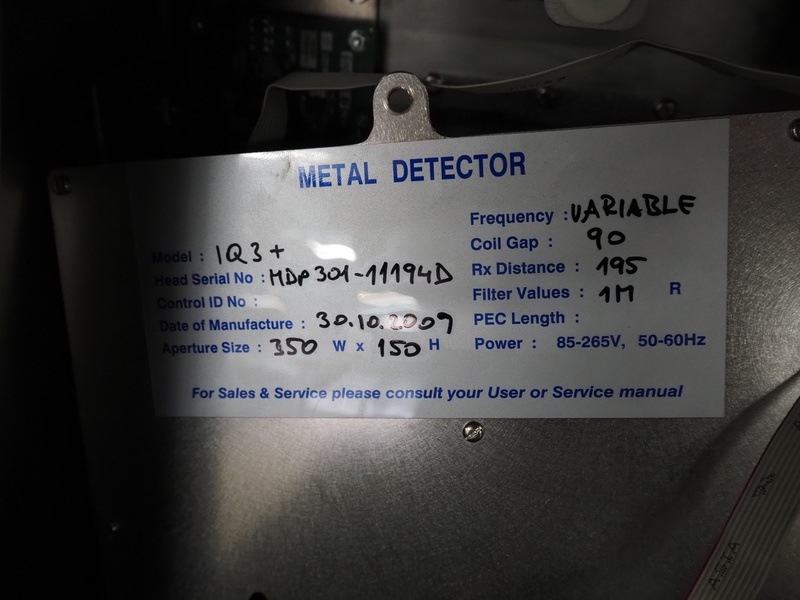 METAL DETECTOR
Model : IQ3+
Head Serial No : MDP301-11194D
Control ID No :
Date of Manufacture : 30.10.2009
Aperture Size : 350 W x 150 H
Frequency : VARIABLE
Coil Gap : 90
Rx Distance : 195
Filter Values : 1M R
PEC Length :
Power : 85-265V, 50-60Hz
For Sales & Service please consult your User or Service manual
ASIA